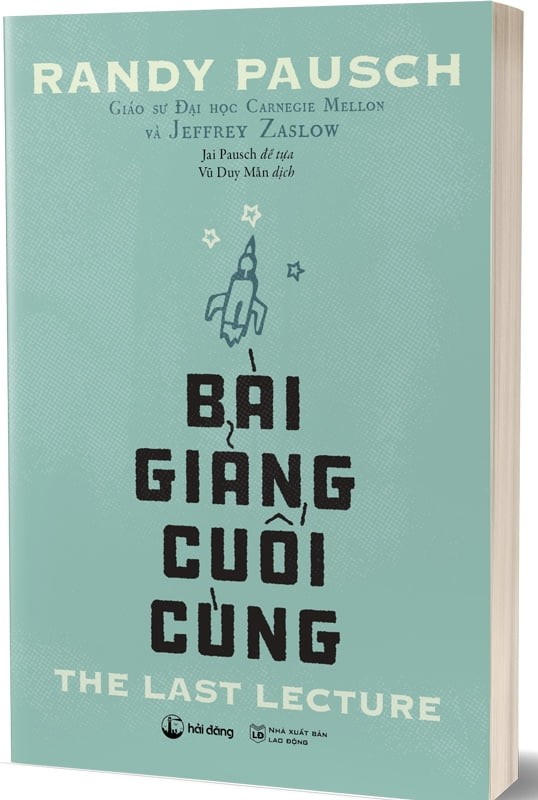 RANDY PAUSCH
GIÁO SƯ ĐẠI HỌC CARNEGIE MELLON
VÀ JEFFREY ZASLOW
Jai Pausch đề tựa
Vũ Duy Mẫn dịch
BÀI
GIẢNG
CUỐI
CÙNG
THE LAST LECTURE
hải đăng
LĐ
NHÀ XUẤT BẢN
LAO ĐỘNG